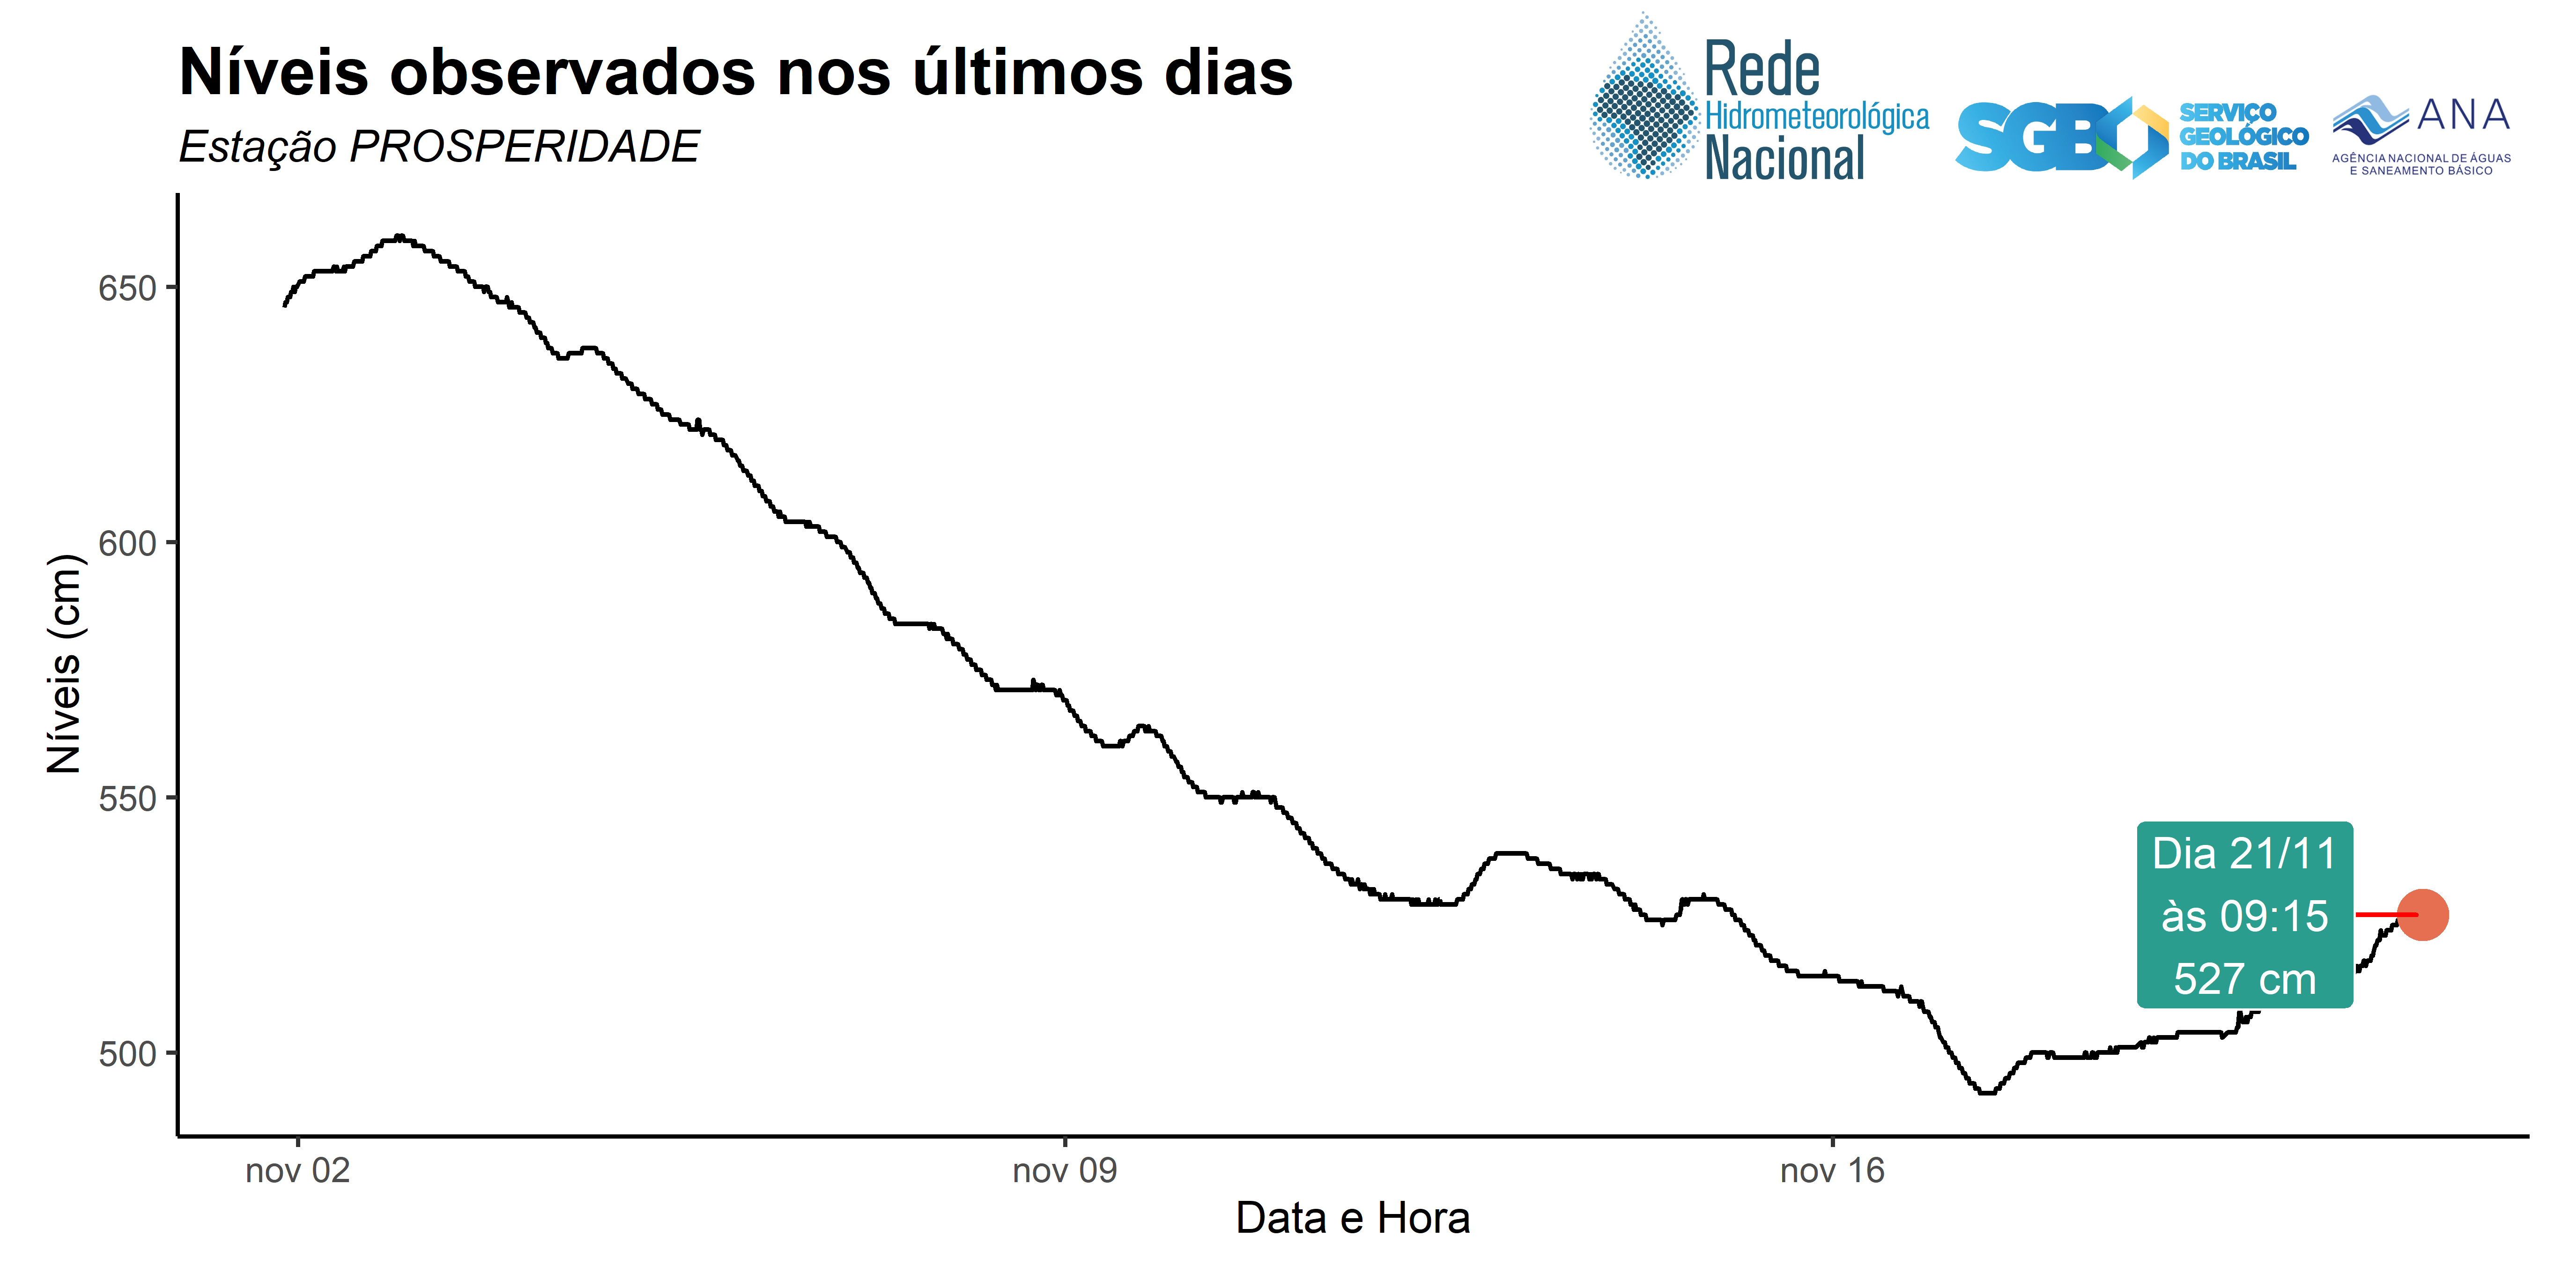 Níveis observados nos últimos dias
Estação PROSPERIDADE
Rede
Hidrometeorológica
Nacional
SGB
SERVIÇO
GEOLÓGICO
DO BRASIL
ANA
AGÊNCIA NACIONAL DE ÁGUAS
E SANEAMENTO BÁSICO
Níveis (cm)
650
600
550
500
Dia 21/11
às 09:15
527 cm
nov 02
nov 09
nov 16
Data e Hora